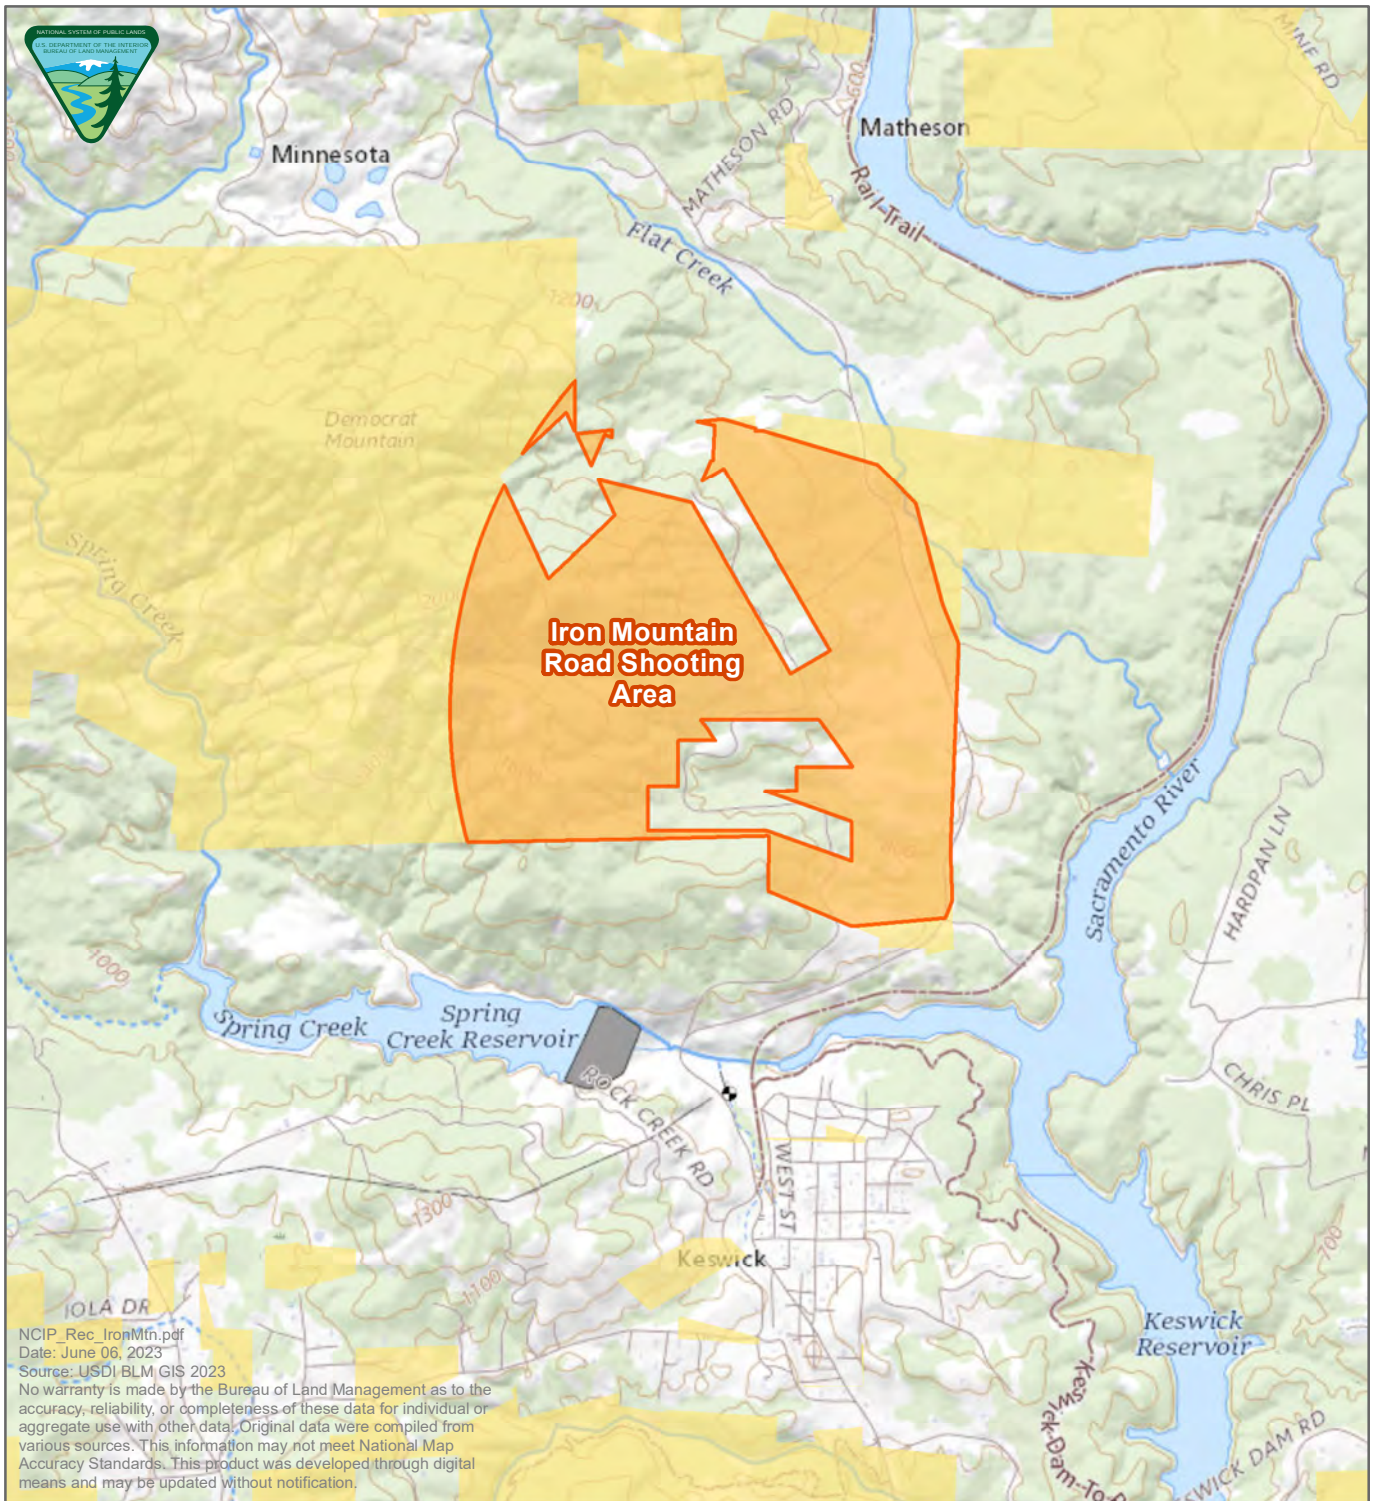 NATIONAL SYSTEM OF PUBLIC LANDS
U.S. DEPARTMENT OF THE INTERIOR
BUREAU OF LAND MANAGEMENT
MINE RD
600
Matheson
MATHESON RD
Minnesota
Rail-Trail
Flat Creek
1200
Democrat
Mountain
Spring Creek
Iron Mountain
Road Shooting
Area
Sacramento River
HARDPAN LN
1000
Spring Creek
Spring
Creek Reservoir
ROCK CREEK RD
CHRIS PL
WEST ST
1300
700
Keswick
1100
IOLA DR
Keswick
Reservoir
NCIP_Rec_IronMtn.pdf
Date: June 06, 2023
Source: USDI BLM GIS 2023
No warranty is made by the Bureau of Land Management as to the
accuracy, reliability, or completeness of these data for individual or
aggregate use with other data. Original data were compiled from
various sources. This information may not meet National Map
Accuracy Standards. This product was developed through digital
means and may be updated without notification.
SWICK DAM RD